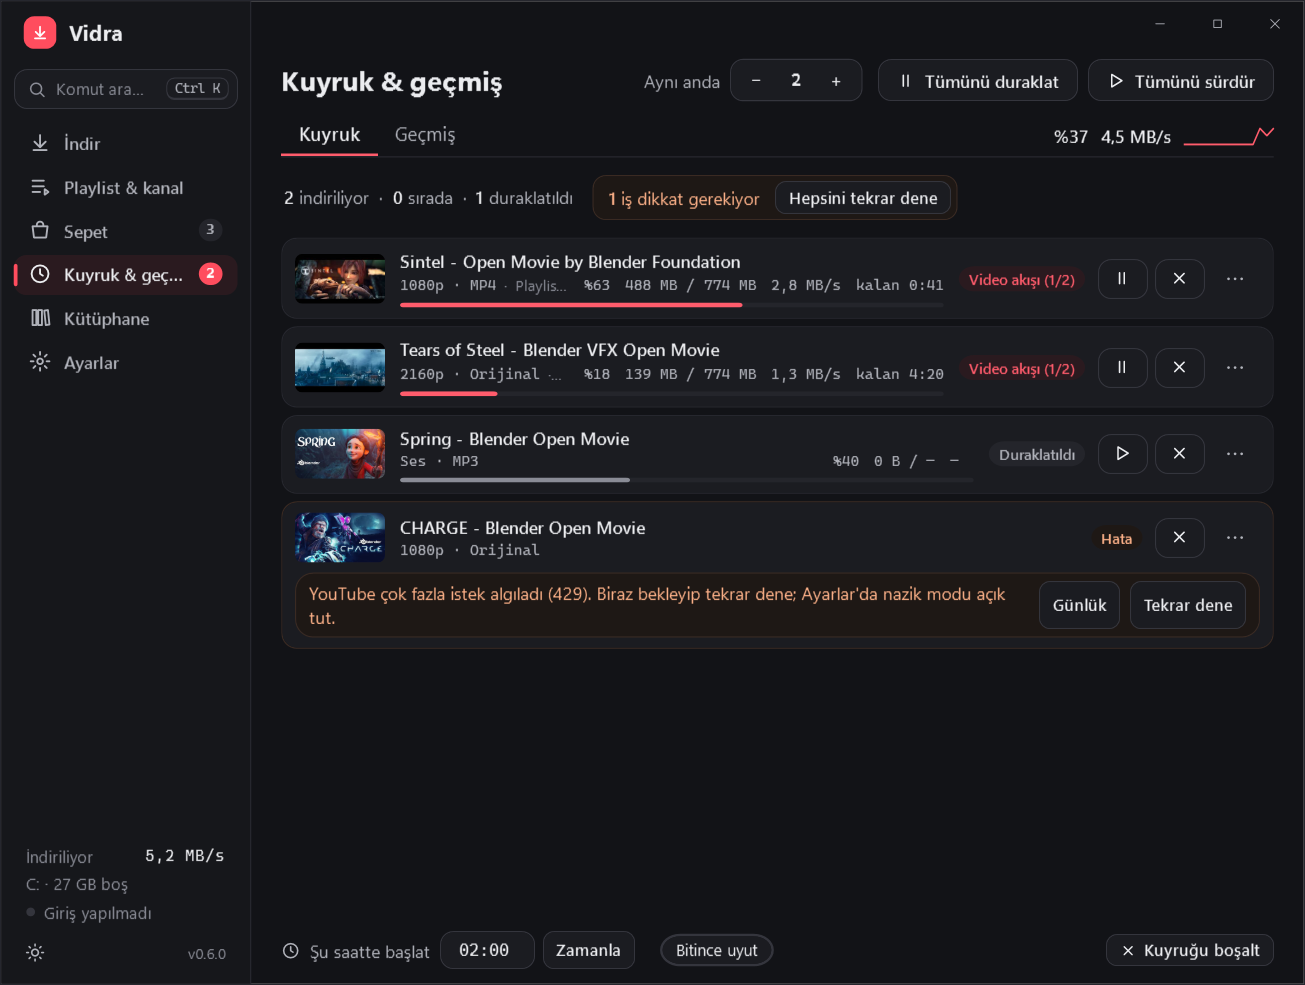 Vidra
Komut ara... Ctrl K
İndir
Playlist & kanal
Sepet 3
Kuyruk & geç... 2
Kütüphane
Ayarlar
İndiriliyor 5,2 MB/s
C: · 27 GB boş
Giriş yapılmadı
v0.6.0
Kuyruk & geçmiş
Aynı anda − 2 + Tümünü duraklat Tümünü sürdür
Kuyruk Geçmiş
%37 4,5 MB/s
2 indiriliyor · 0 sırada · 1 duraklatıldı 1 iş dikkat gerekiyor Hepsini tekrar dene
SINTEL
Sintel - Open Movie by Blender Foundation
1080p · MP4 · Playlis... %63 488 MB / 774 MB 2,8 MB/s kalan 0:41
Video akışı (1/2)
Tears of Steel - Blender VFX Open Movie
2160p · Orijinal ·... %18 139 MB / 774 MB 1,3 MB/s kalan 4:20
Video akışı (1/2)
SPRING
Spring - Blender Open Movie
Ses · MP3 %40 0 B / — —
Duraklatıldı
CHARGE
CHARGE - Blender Open Movie
1080p · Orijinal
Hata
YouTube çok fazla istek algıladı (429). Biraz bekleyip tekrar dene; Ayarlar'da nazik modu açık
tut.
Günlük Tekrar dene
Şu saatte başlat 02:00 Zamanla Bitince uyut Kuyruğu boşalt